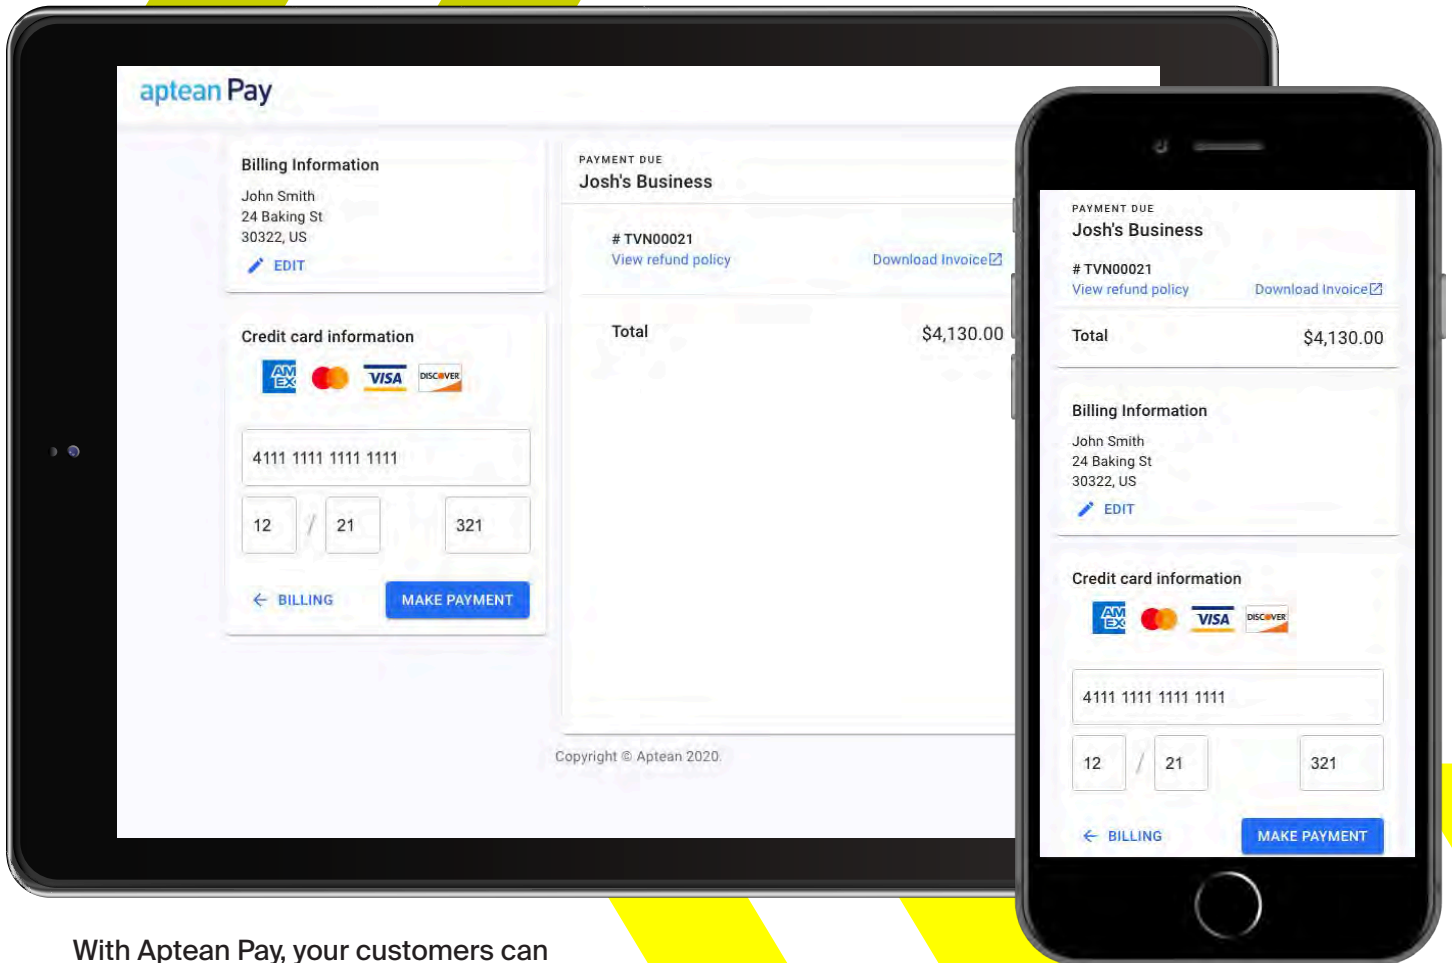 aptean Pay
Billing Information
John Smith
24 Baking St
30322, US
EDIT
Credit card information
AM
EX
VISA
DISCOVER
4111 1111 1111 1111
12 / 21 321
← BILLING MAKE PAYMENT
PAYMENT DUE
Josh's Business
# TVN00021
View refund policy Download Invoice
Total $4,130.00
Copyright © Aptean 2020.
PAYMENT DUE
Josh's Business
# TVN00021
View refund policy Download Invoice
Total $4,130.00
Billing Information
John Smith
24 Baking St
30322, US
EDIT
Credit card information
AM
EX
VISA
DISCOVER
4111 1111 1111 1111
12 / 21 321
← BILLING MAKE PAYMENT
With Aptean Pay, your customers can